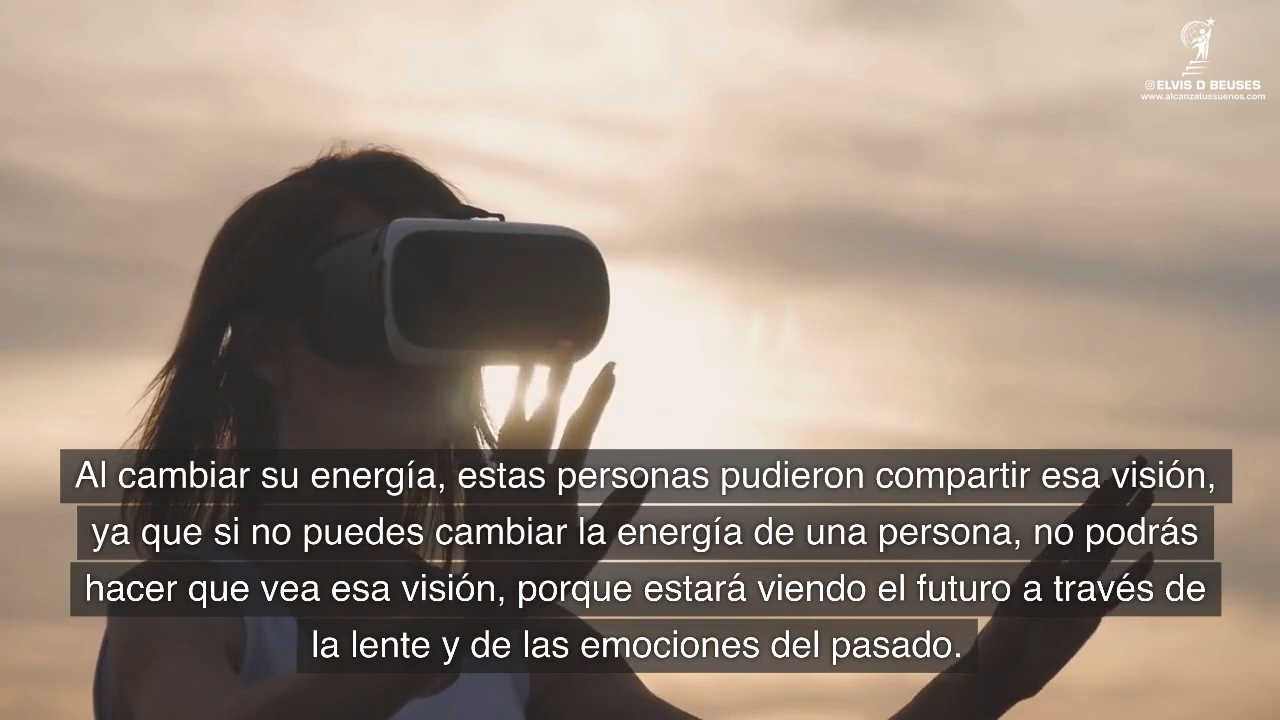 ELVIS D BEUSES
www.alcanzatussuenos.com
Al cambiar su energía, estas personas pudieron compartir esa visión,
ya que si no puedes cambiar la energía de una persona, no podrás
hacer que vea esa visión, porque estará viendo el futuro a través de
la lente y de las emociones del pasado.